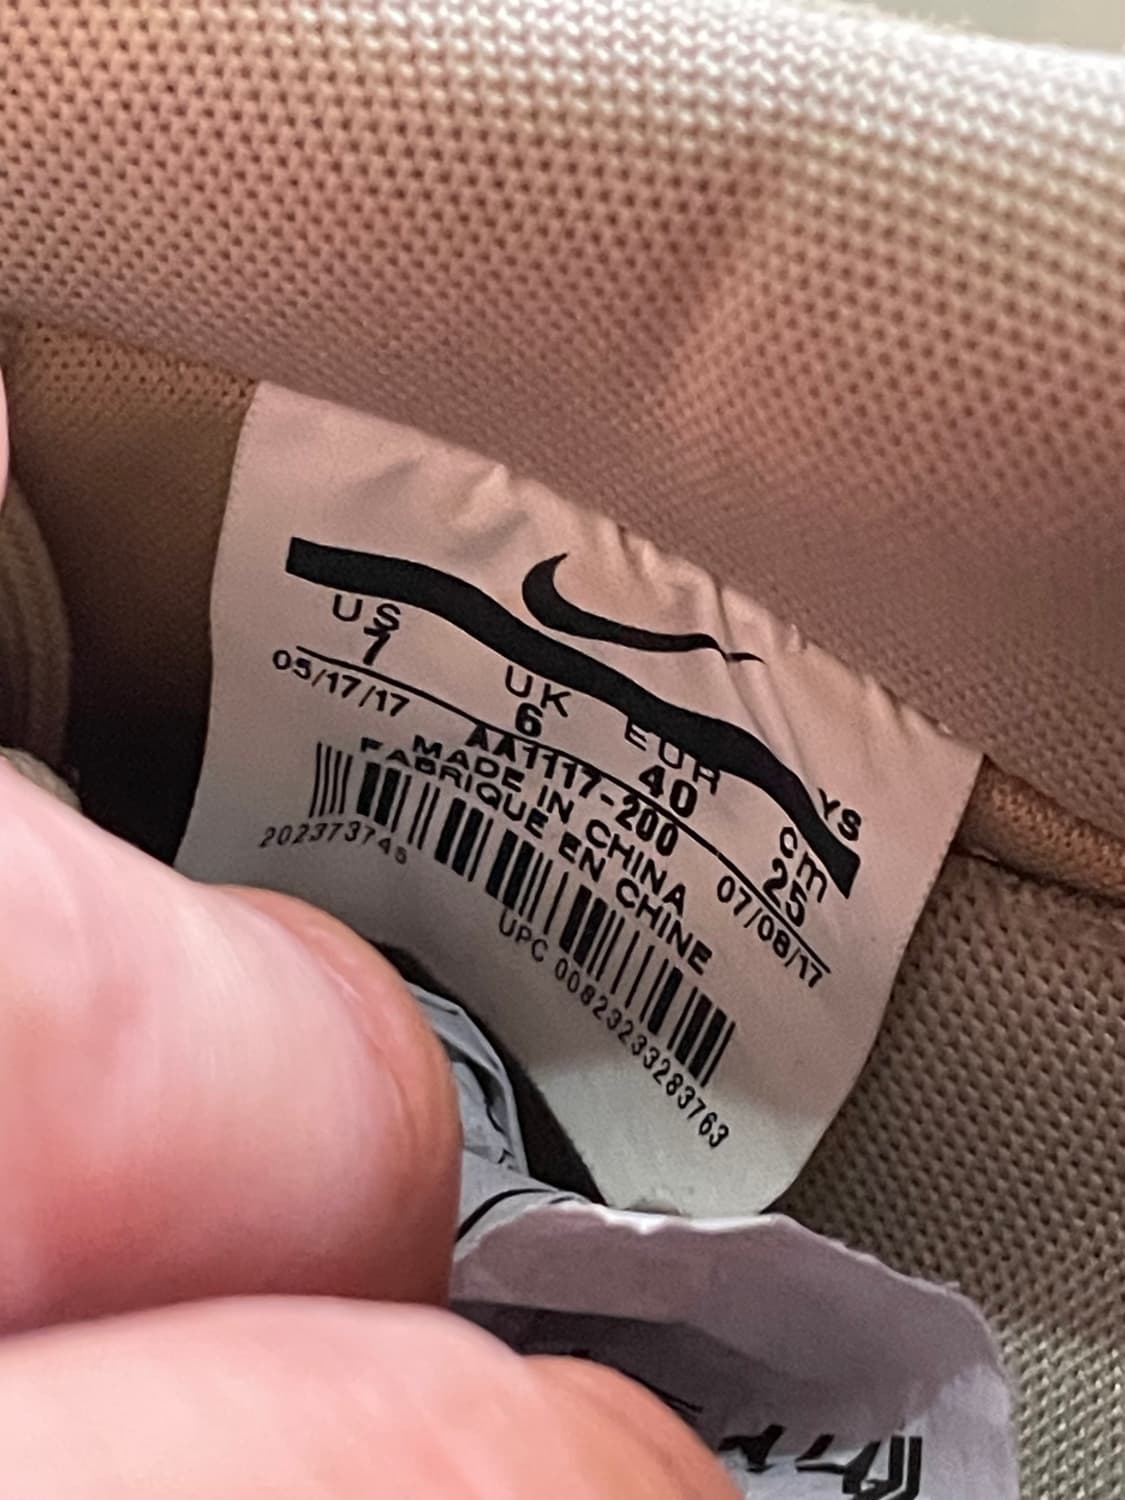 YS
US UK EUR cm
7 6 40 25
05/17/17 AA1117-200 07/08/17
MADE IN CHINA
FABRIQUE EN CHINE
202373745
UPC 00823233283763